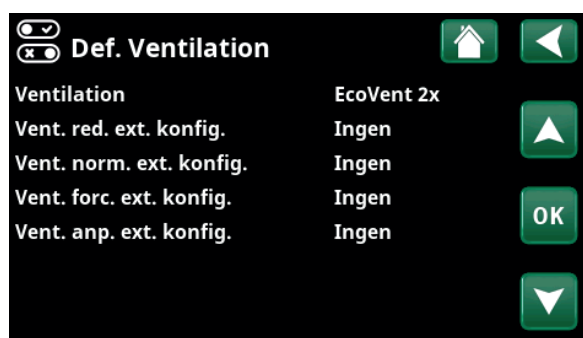 Def. Ventilation
Ventilation EcoVent 2x
Vent. red. ext. konfig. Ingen
Vent. norm. ext. konfig. Ingen
Vent. forc. ext. konfig. Ingen
Vent. anp. ext. konfig. Ingen
OK